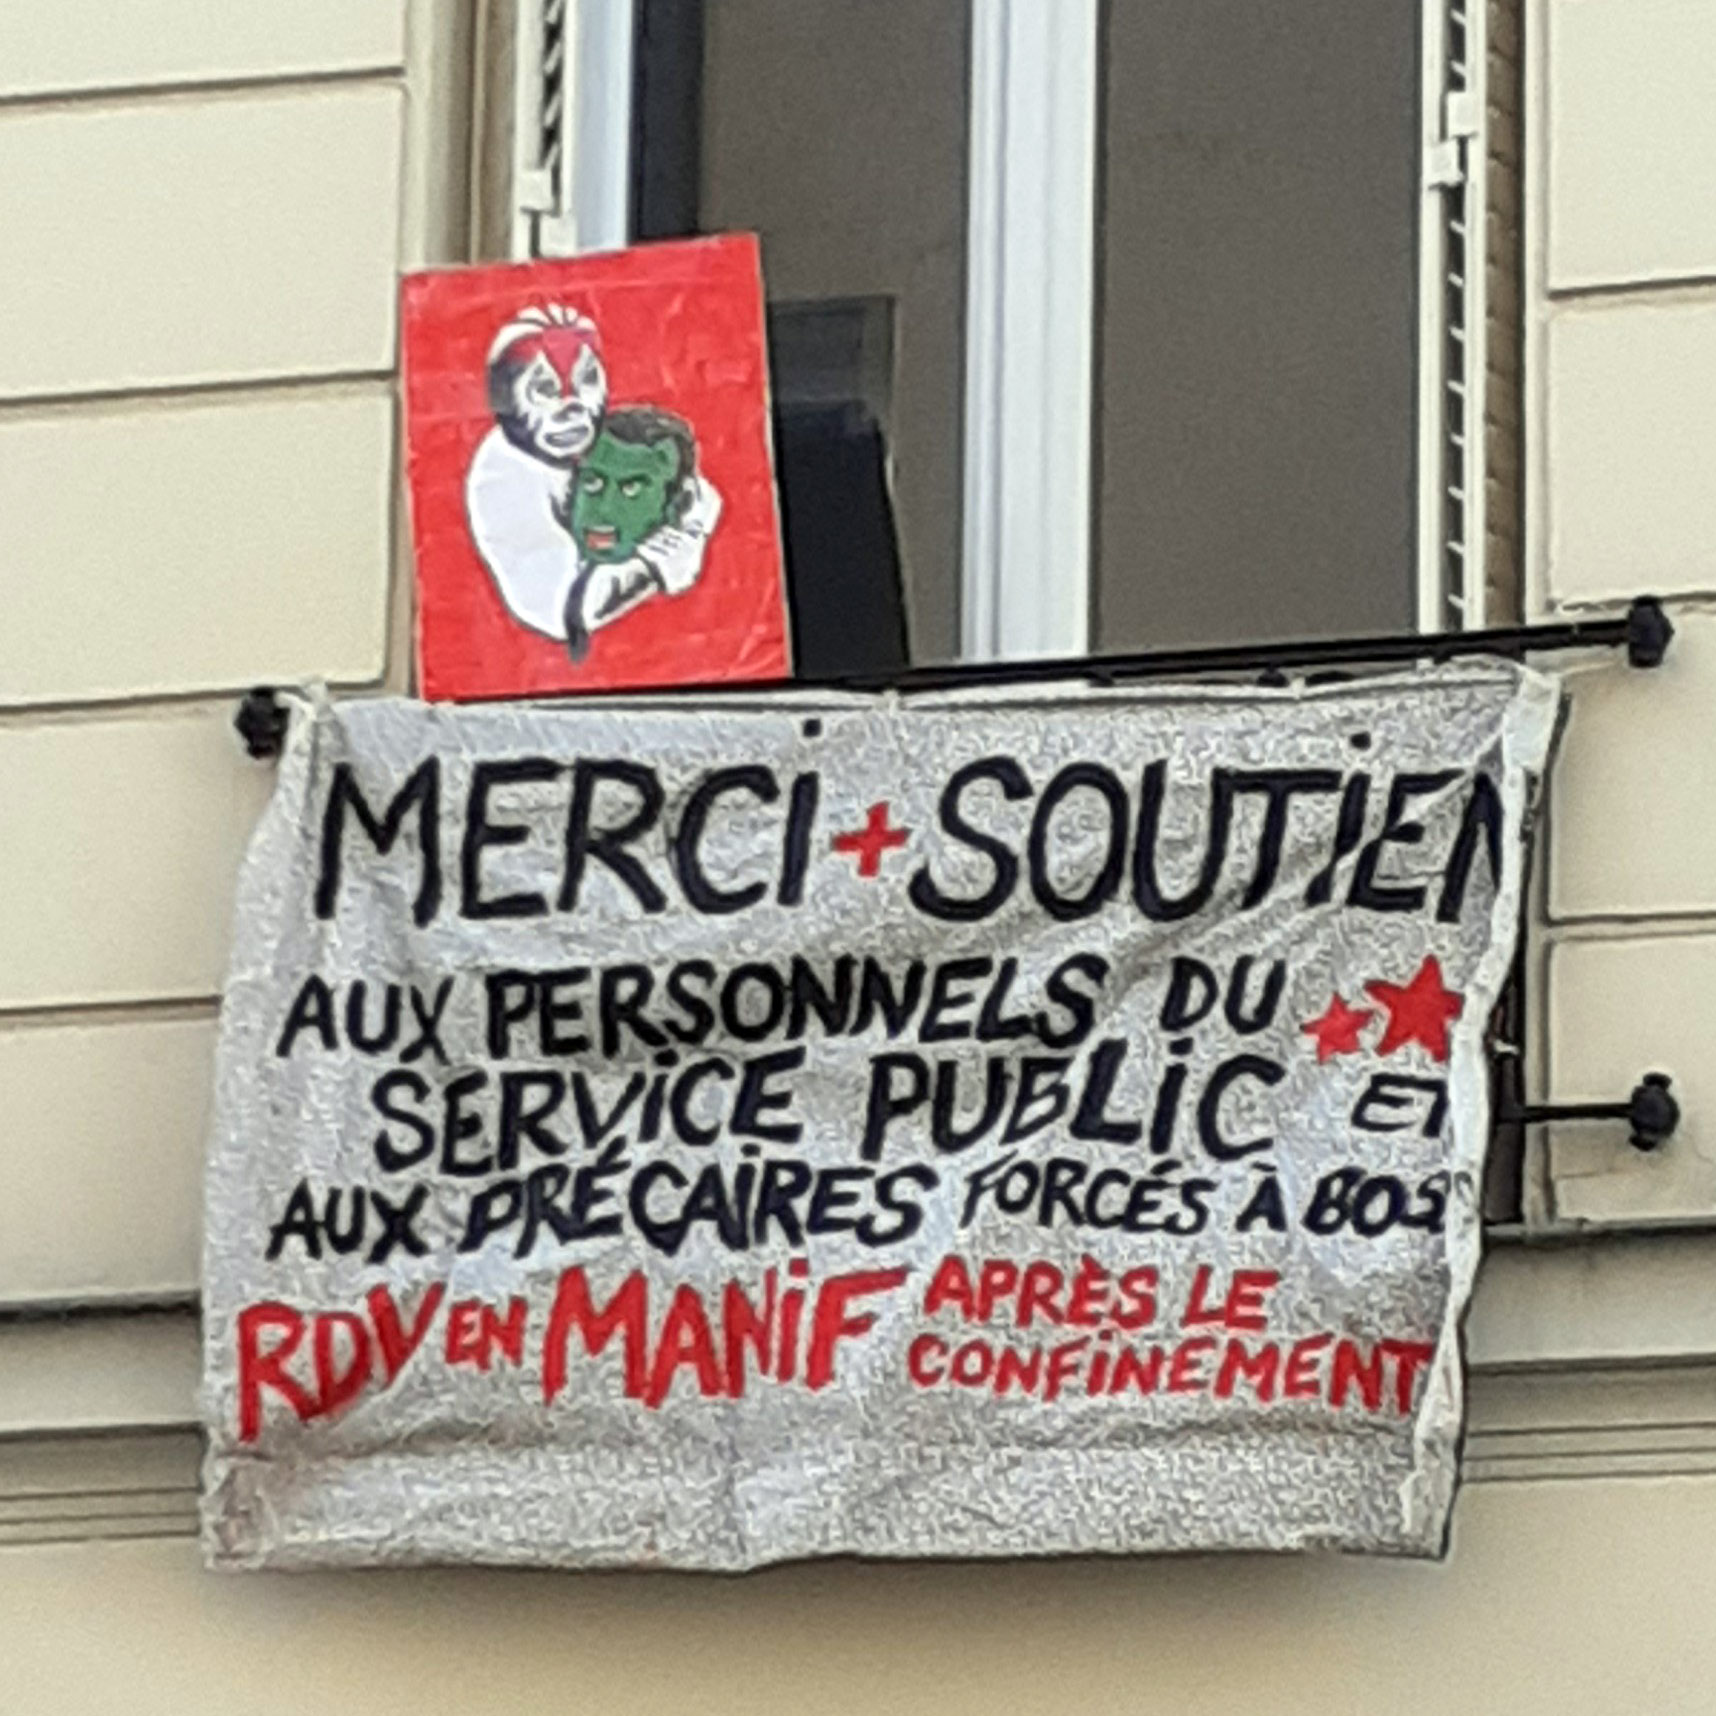 MERCi + SOUTIEN
AUX PERSONNELS DU
SERVICE PUBLIC ET
AUX PRÉCAIRES FORCÉS À BOS
RDV EN MANIF APRÈS LE
CONFINEMENT